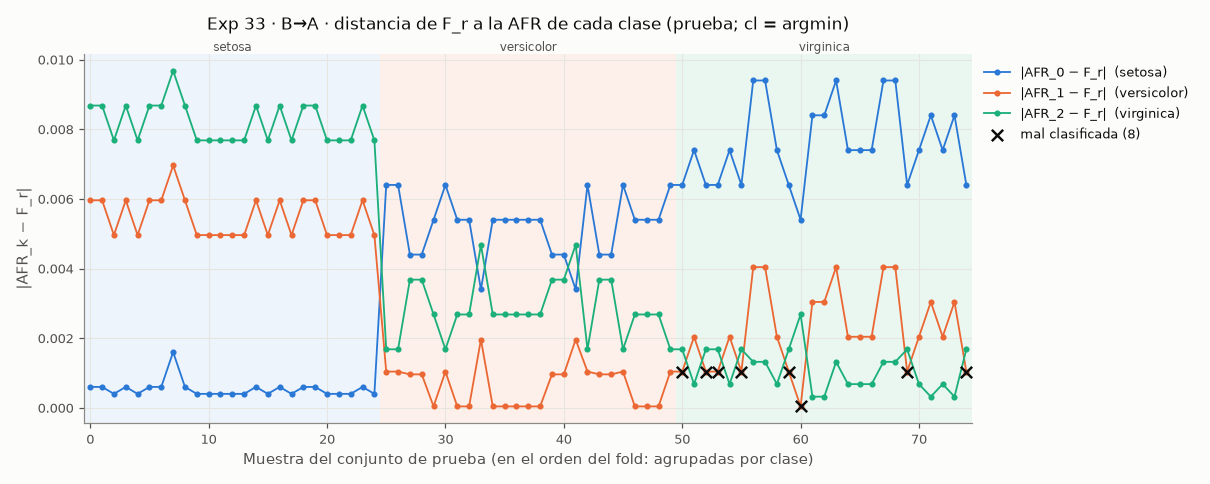 Exp 33 · B→A · distancia de F_r a la AFR de cada clase (prueba; cl = argmin)
setosa versicolor virginica
|AFR_k − F_r|
0.010
0.008
0.006
0.004
0.002
0.000
0 10 20 30 40 50 60 70
Muestra del conjunto de prueba (en el orden del fold: agrupadas por clase)
|AFR_0 − F_r| (setosa)
|AFR_1 − F_r| (versicolor)
|AFR_2 − F_r| (virginica)
mal clasificada (8)